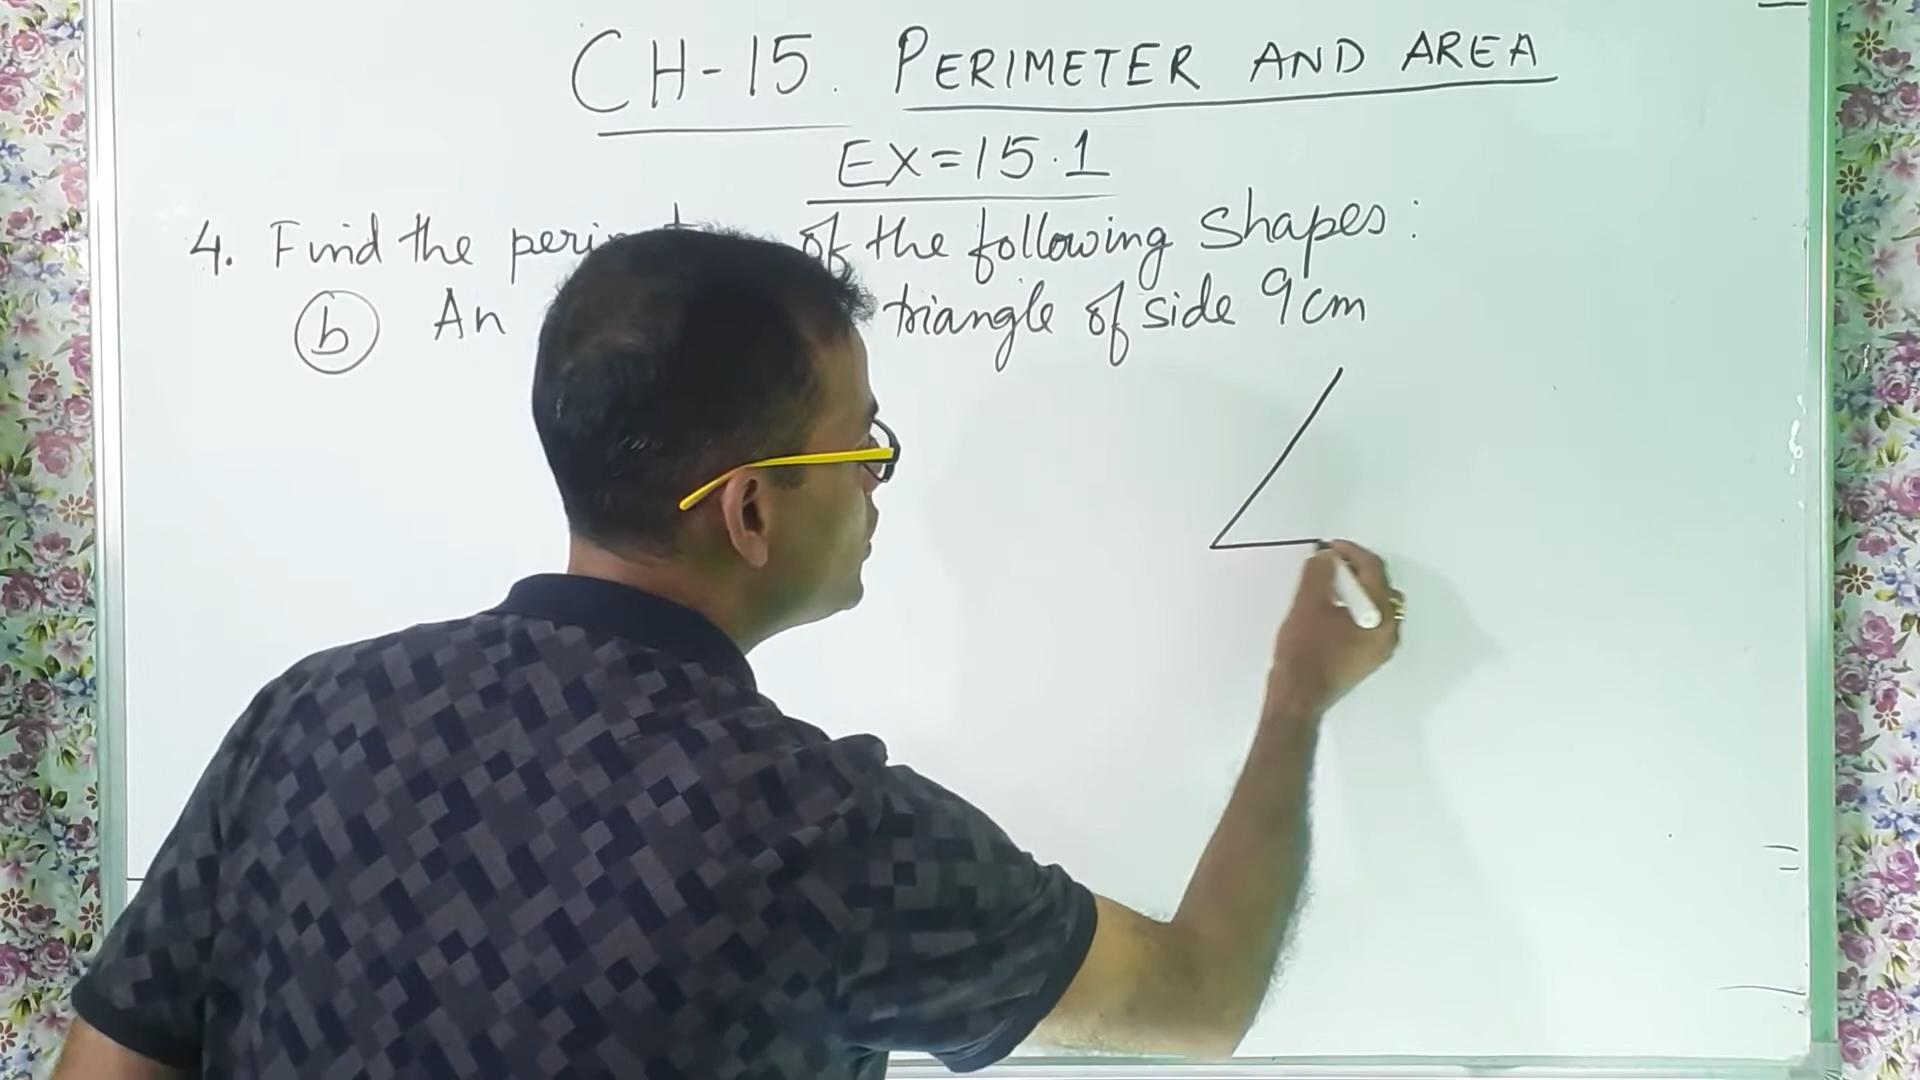 CH-15. PERIMETER AND AREA
EX=15.1
4. Find the of the following shapes:
b An triangle of side 9cm